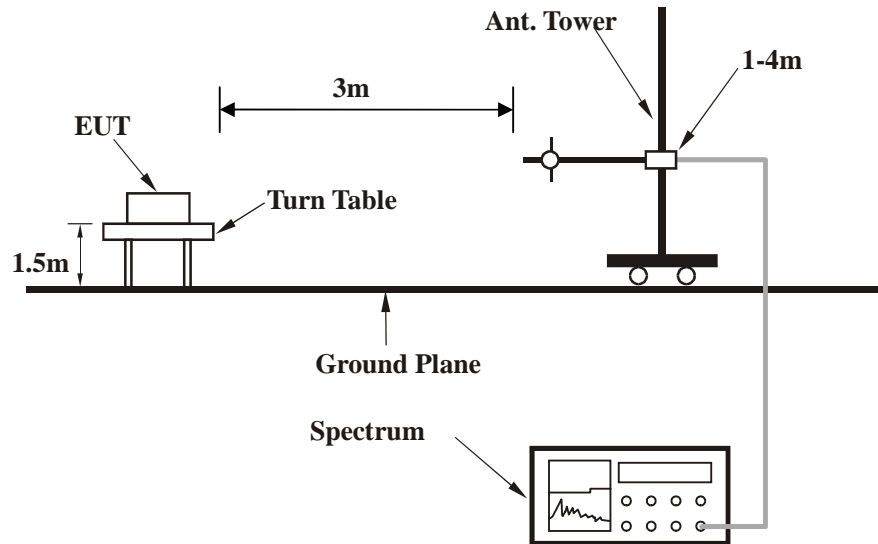 Ant. Tower
1-4m
3m
EUT
Turn Table
1.5m
Ground Plane
Spectrum